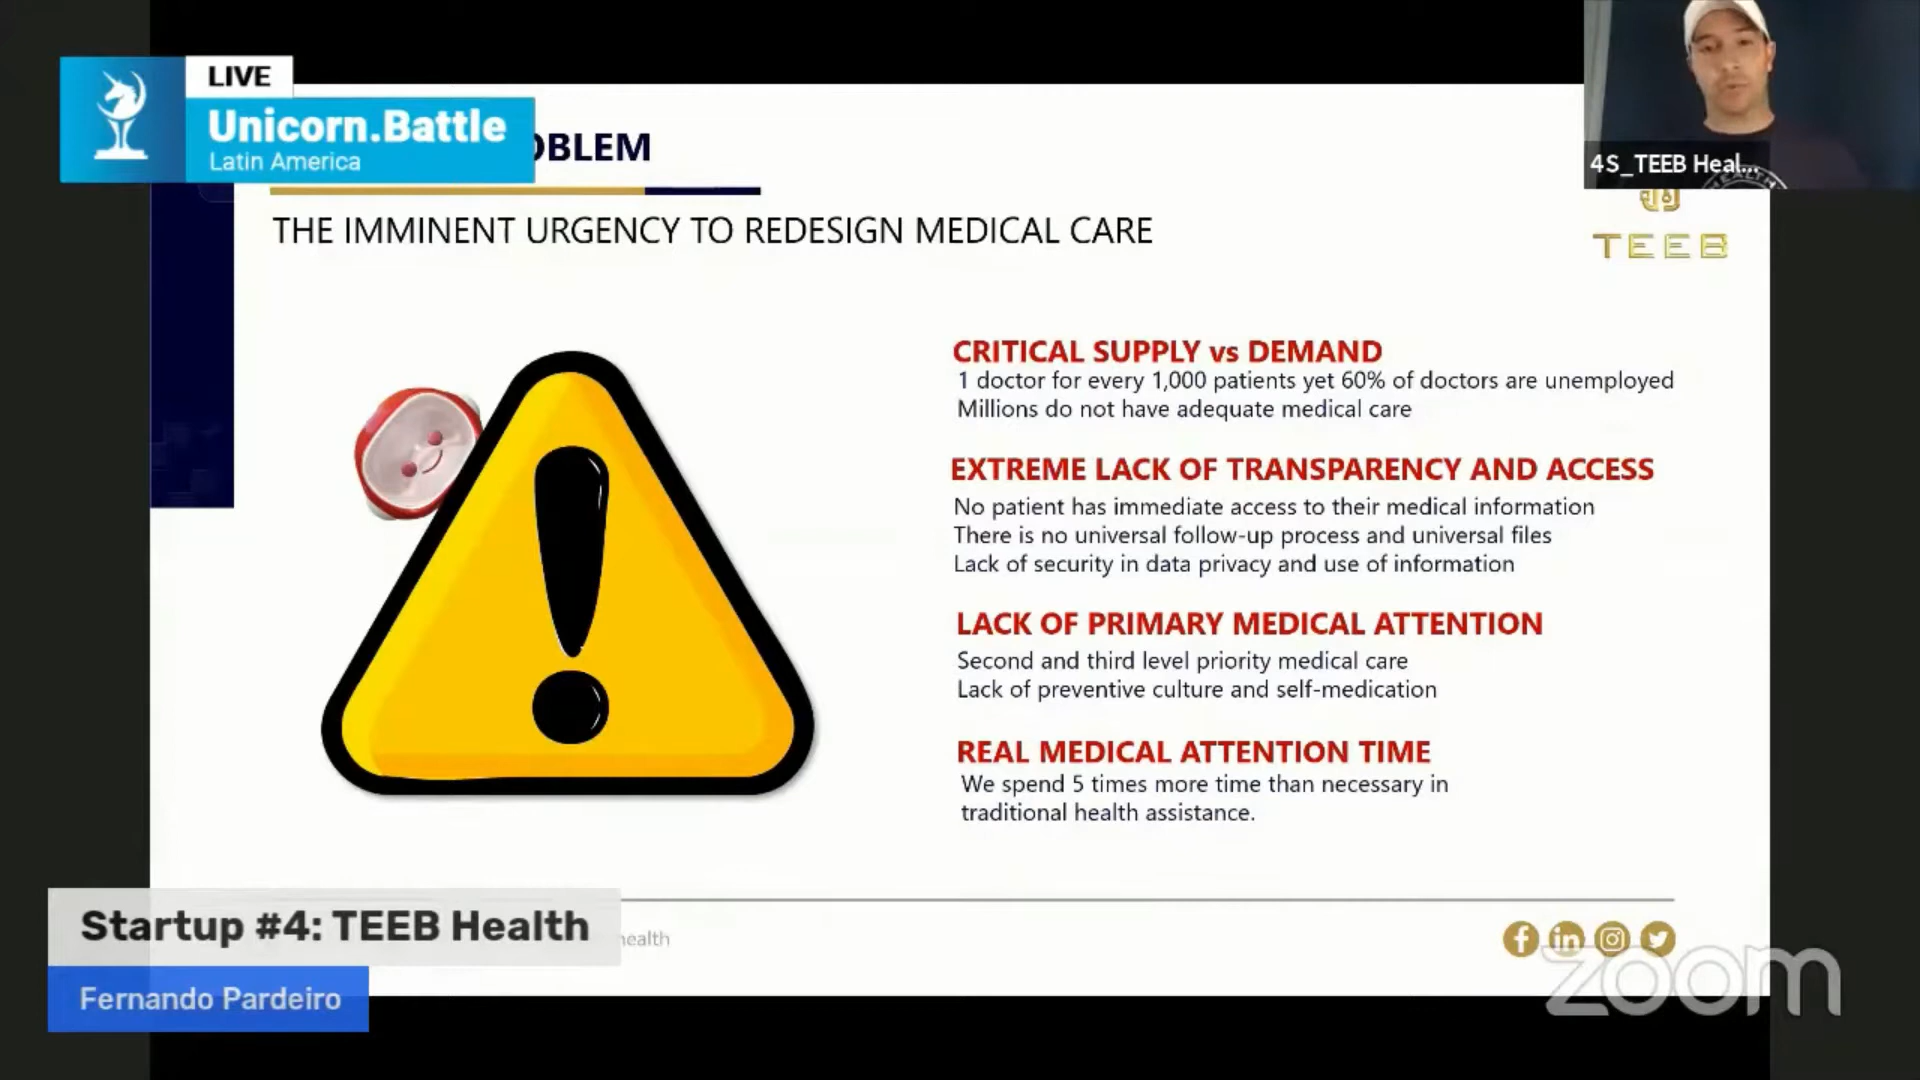 LIVE
Unicorn.Battle
Latin America
OBLEM
THE IMMINENT URGENCY TO REDESIGN MEDICAL CARE
4S_TEEB Heal...
HEALTH
TEEB
CRITICAL SUPPLY vs DEMAND
1 doctor for every 1,000 patients yet 60% of doctors are unemployed
Millions do not have adequate medical care
EXTREME LACK OF TRANSPARENCY AND ACCESS
No patient has immediate access to their medical information
There is no universal follow-up process and universal files
Lack of security in data privacy and use of information
LACK OF PRIMARY MEDICAL ATTENTION
Second and third level priority medical care
Lack of preventive culture and self-medication
REAL MEDICAL ATTENTION TIME
We spend 5 times more time than necessary in
traditional health assistance.
Startup #4: TEEB Health
health
Fernando Pardeiro
zoom